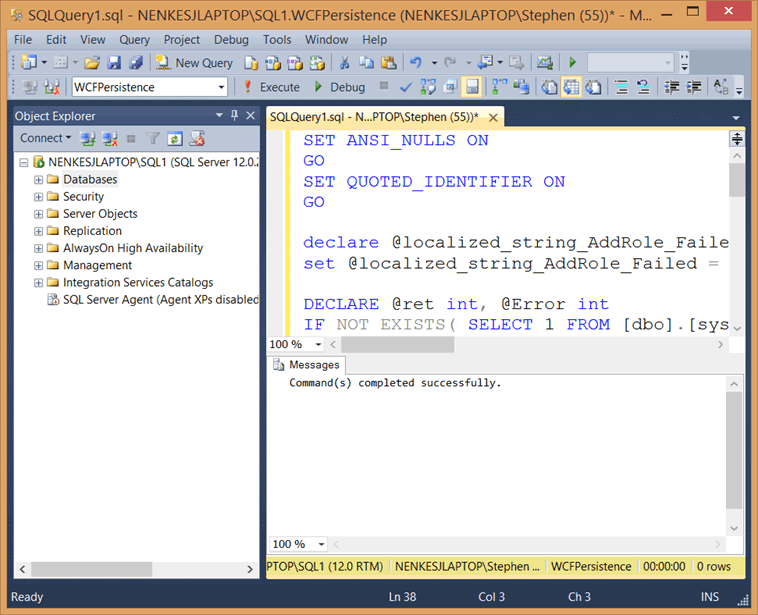 SQLQuery1.sql - NENKESJLAPTOP\SQL1.WCFPersistence (NENKESJLAPTOP\Stephen (55))* - M...
File Edit View Query Project Debug Tools Window Help
New Query
WCFPersistence Execute Debug
Object Explorer
Connect
NENKESJLAPTOP\SQL1 (SQL Server 12.0.2
Databases
Security
Server Objects
Replication
AlwaysOn High Availability
Management
Integration Services Catalogs
SQL Server Agent (Agent XPs disabled
SQLQuery1.sql - N...PTOP\Stephen (55))*
SET ANSI_NULLS ON
GO
SET QUOTED_IDENTIFIER ON
GO
declare @localized_string_AddRole_Faile
set @localized_string_AddRole_Failed =
DECLARE @ret int, @Error int
IF NOT EXISTS( SELECT 1 FROM [dbo].[sys
100 %
Messages
Command(s) completed successfully.
100 %
PTOP\SQL1 (12.0 RTM) NENKESJLAPTOP\Stephen ... WCFPersistence 00:00:00 0 rows
Ready Ln 38 Col 3 Ch 3 INS